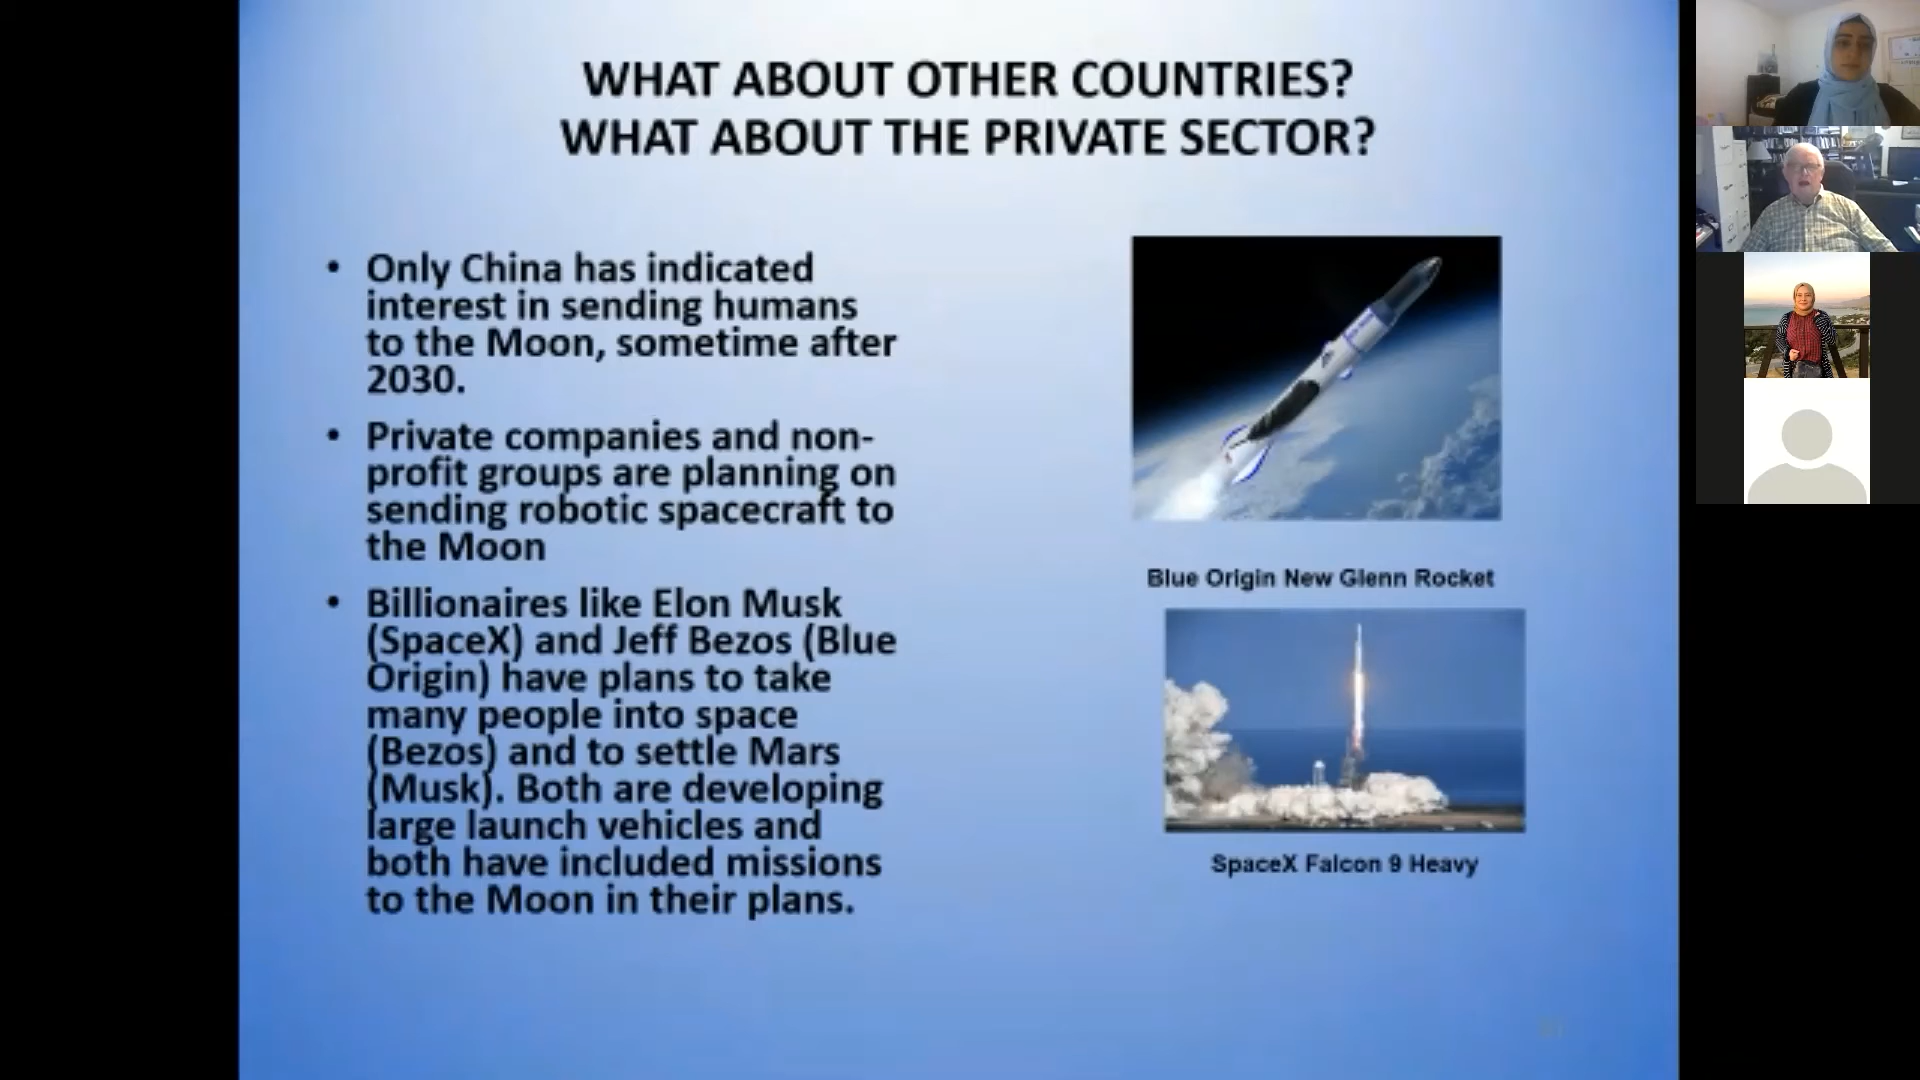 WHAT ABOUT OTHER COUNTRIES?
WHAT ABOUT THE PRIVATE SECTOR?
• Only China has indicated
interest in sending humans
to the Moon, sometime after
2030.
• Private companies and non-
profit groups are planning on
sending robotic spacecraft to
the Moon
• Billionaires like Elon Musk
(SpaceX) and Jeff Bezos (Blue
Origin) have plans to take
many people into space
(Bezos) and to settle Mars
(Musk). Both are developing
large launch vehicles and
both have included missions
to the Moon in their plans.
Blue Origin New Glenn Rocket
SpaceX Falcon 9 Heavy